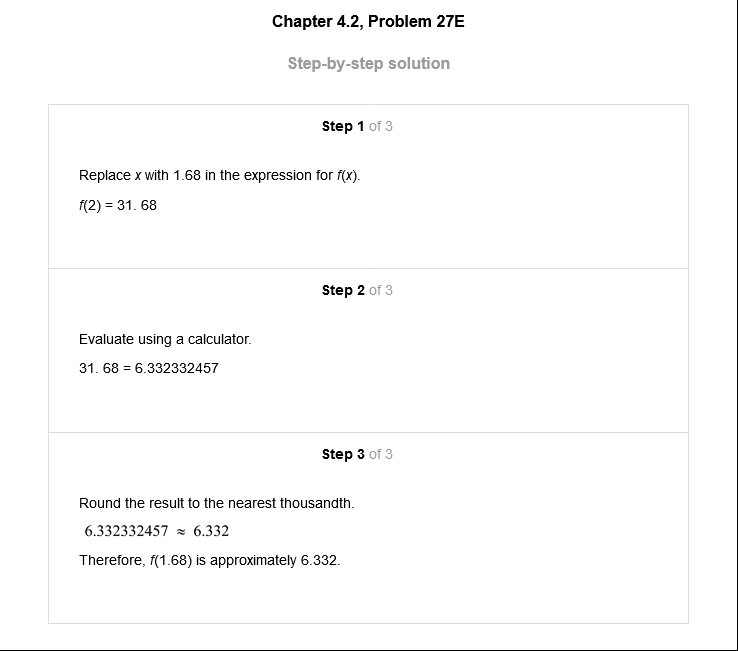 Chapter 4.2, Problem 27E
Step-by-step solution
Step 1 of 3
Replace x with 1.68 in the expression for f(x).
f(2) = 31. 68
Step 2 of 3
Evaluate using a calculator.
31. 68 = 6.332332457
Step 3 of 3
Round the result to the nearest thousandth.
6.332332457 ≈ 6.332
Therefore, f(1.68) is approximately 6.332.